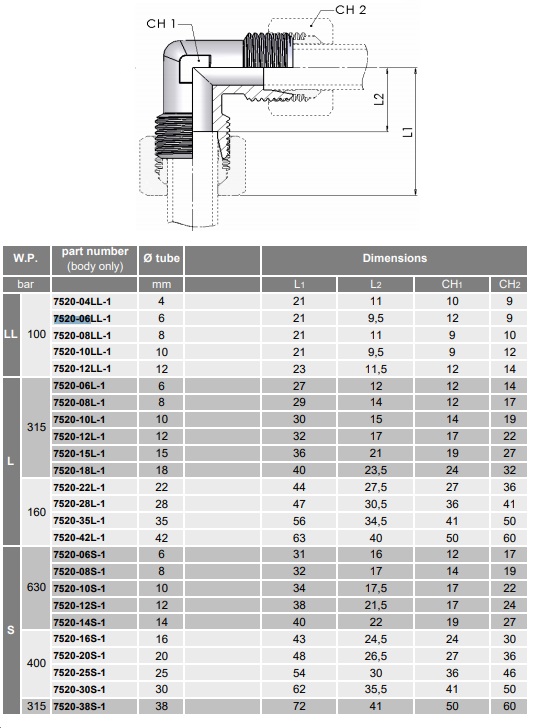 CH 2
CH 1
L2
L1
W.P. part number (body only) Ø tube Dimensions
bar mm L1 L2 CH1 CH2
LL 100 7520-04LL-1 4 21 11 10 9
7520-06LL-1 6 21 9,5 12 9
7520-08LL-1 8 21 11 9 10
7520-10LL-1 10 21 9,5 9 12
7520-12LL-1 12 23 11,5 12 14
L 315 7520-06L-1 6 27 12 12 14
7520-08L-1 8 29 14 12 17
7520-10L-1 10 30 15 14 19
7520-12L-1 12 32 17 17 22
7520-15L-1 15 36 21 19 27
7520-18L-1 18 40 23,5 24 32
160 7520-22L-1 22 44 27,5 27 36
7520-28L-1 28 47 30,5 36 41
7520-35L-1 35 56 34,5 41 50
7520-42L-1 42 63 40 50 60
S 630 7520-06S-1 6 31 16 12 17
7520-08S-1 8 32 17 14 19
7520-10S-1 10 34 17,5 17 22
7520-12S-1 12 38 21,5 17 24
7520-14S-1 14 40 22 19 27
400 7520-16S-1 16 43 24,5 24 30
7520-20S-1 20 48 26,5 27 36
7520-25S-1 25 54 30 36 46
7520-30S-1 30 62 35,5 41 50
315 7520-38S-1 38 72 41 50 60